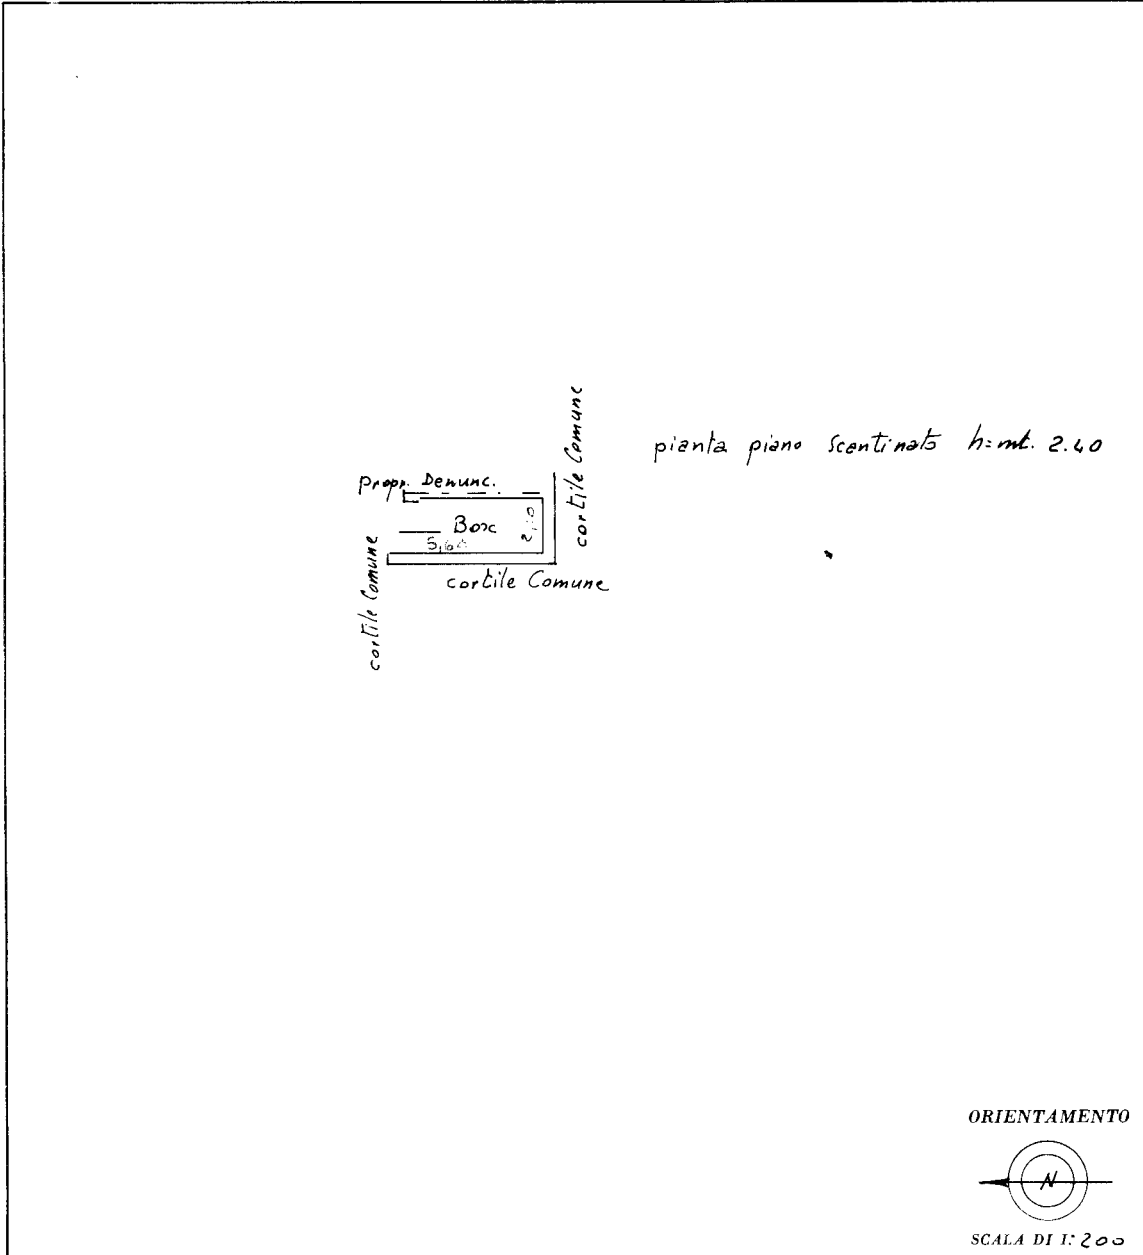 cortile Comune
pianta piano Scantinato h=mt. 2.40
Propr. Denunc.
Box
5,60
cortile Comune
cortile Comune
ORIENTAMENTO
N
SCALA DI 1: 200